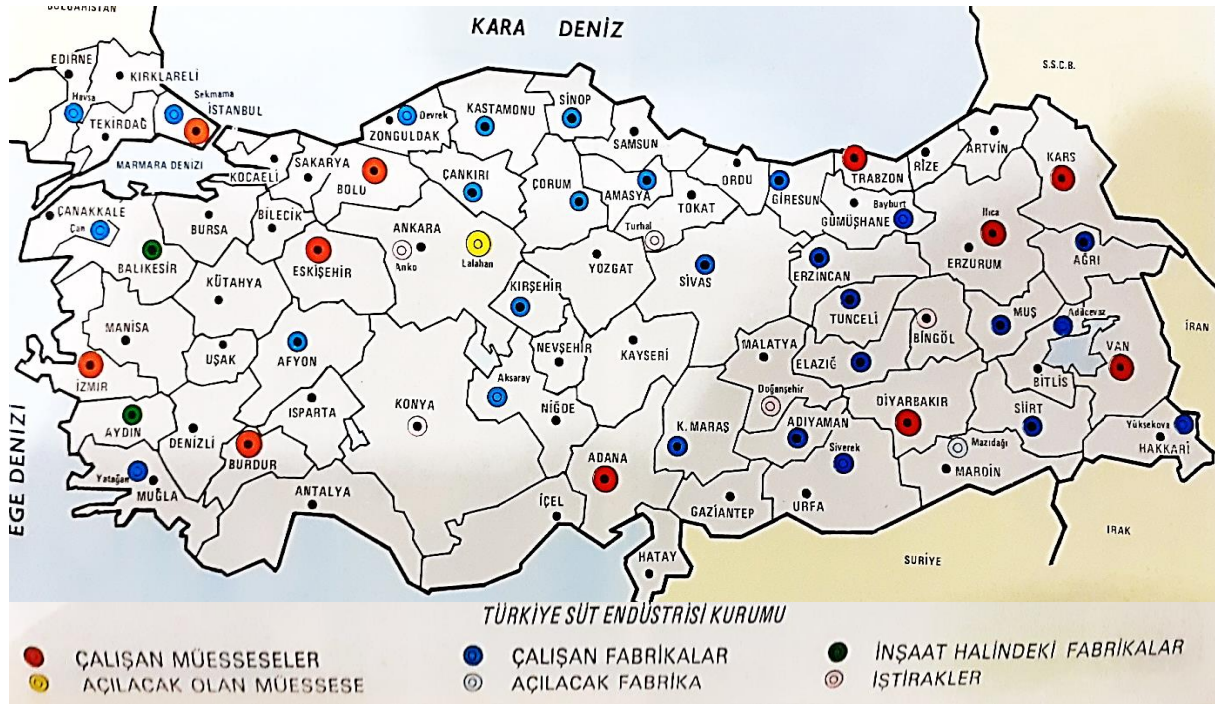 BULGARİSTAN
KARA DENİZ
S.S.C.B.
EDİRNE
KIRKLARELİ
Havsa
TEKİRDAĞ
Sekmama
İSTANBUL
MARMARA DENİZİ
KOCAELİ
SAKARYA
BOLU
ZONGULDAK
Devrek
KASTAMONU
SİNOP
SAMSUN
ÇANKIRI
ÇORUM
AMASYA
TOKAT
Turhal
ORDU
GİRESUN
TRABZON
GÜMÜŞHANE
Bayburt
RİZE
ARTVİN
KARS
ÇANAKKALE
Çan
BALIKESİR
BURSA
BİLECİK
ESKİŞEHİR
KÜTAHYA
ANKARA
Anko
Lalahan
KIRŞEHİR
YOZGAT
SİVAS
ERZİNCAN
Ilıca
ERZURUM
AĞRI
TUNCELİ
BİNGÖL
MUŞ
Adilcevaz
VAN
İRAN
MANİSA
UŞAK
AFYON
İZMİR
NEVŞEHİR
KAYSERİ
MALATYA
ELAZIĞ
BİTLİS
Aksaray
NİĞDE
KONYA
ISPARTA
Doğanşehir
DİYARBAKIR
SİİRT
Yüksekova
HAKKARİ
AYDIN
DENİZLİ
BURDUR
K. MARAŞ
ADIYAMAN
Siverek
Mazıdağı
MARDİN
Yatağan
MUĞLA
ANTALYA
İÇEL
ADANA
GAZİANTEP
URFA
HATAY
SURİYE
IRAK
EGE DENİZİ
TÜRKİYE SÜT ENDÜSTRİSİ KURUMU
ÇALIŞAN MÜESSESELER
ÇALIŞAN FABRİKALAR
İNŞAAT HALİNDEKİ FABRİKALAR
AÇILACAK OLAN MÜESSESE
AÇILACAK FABRİKA
İŞTİRAKLER